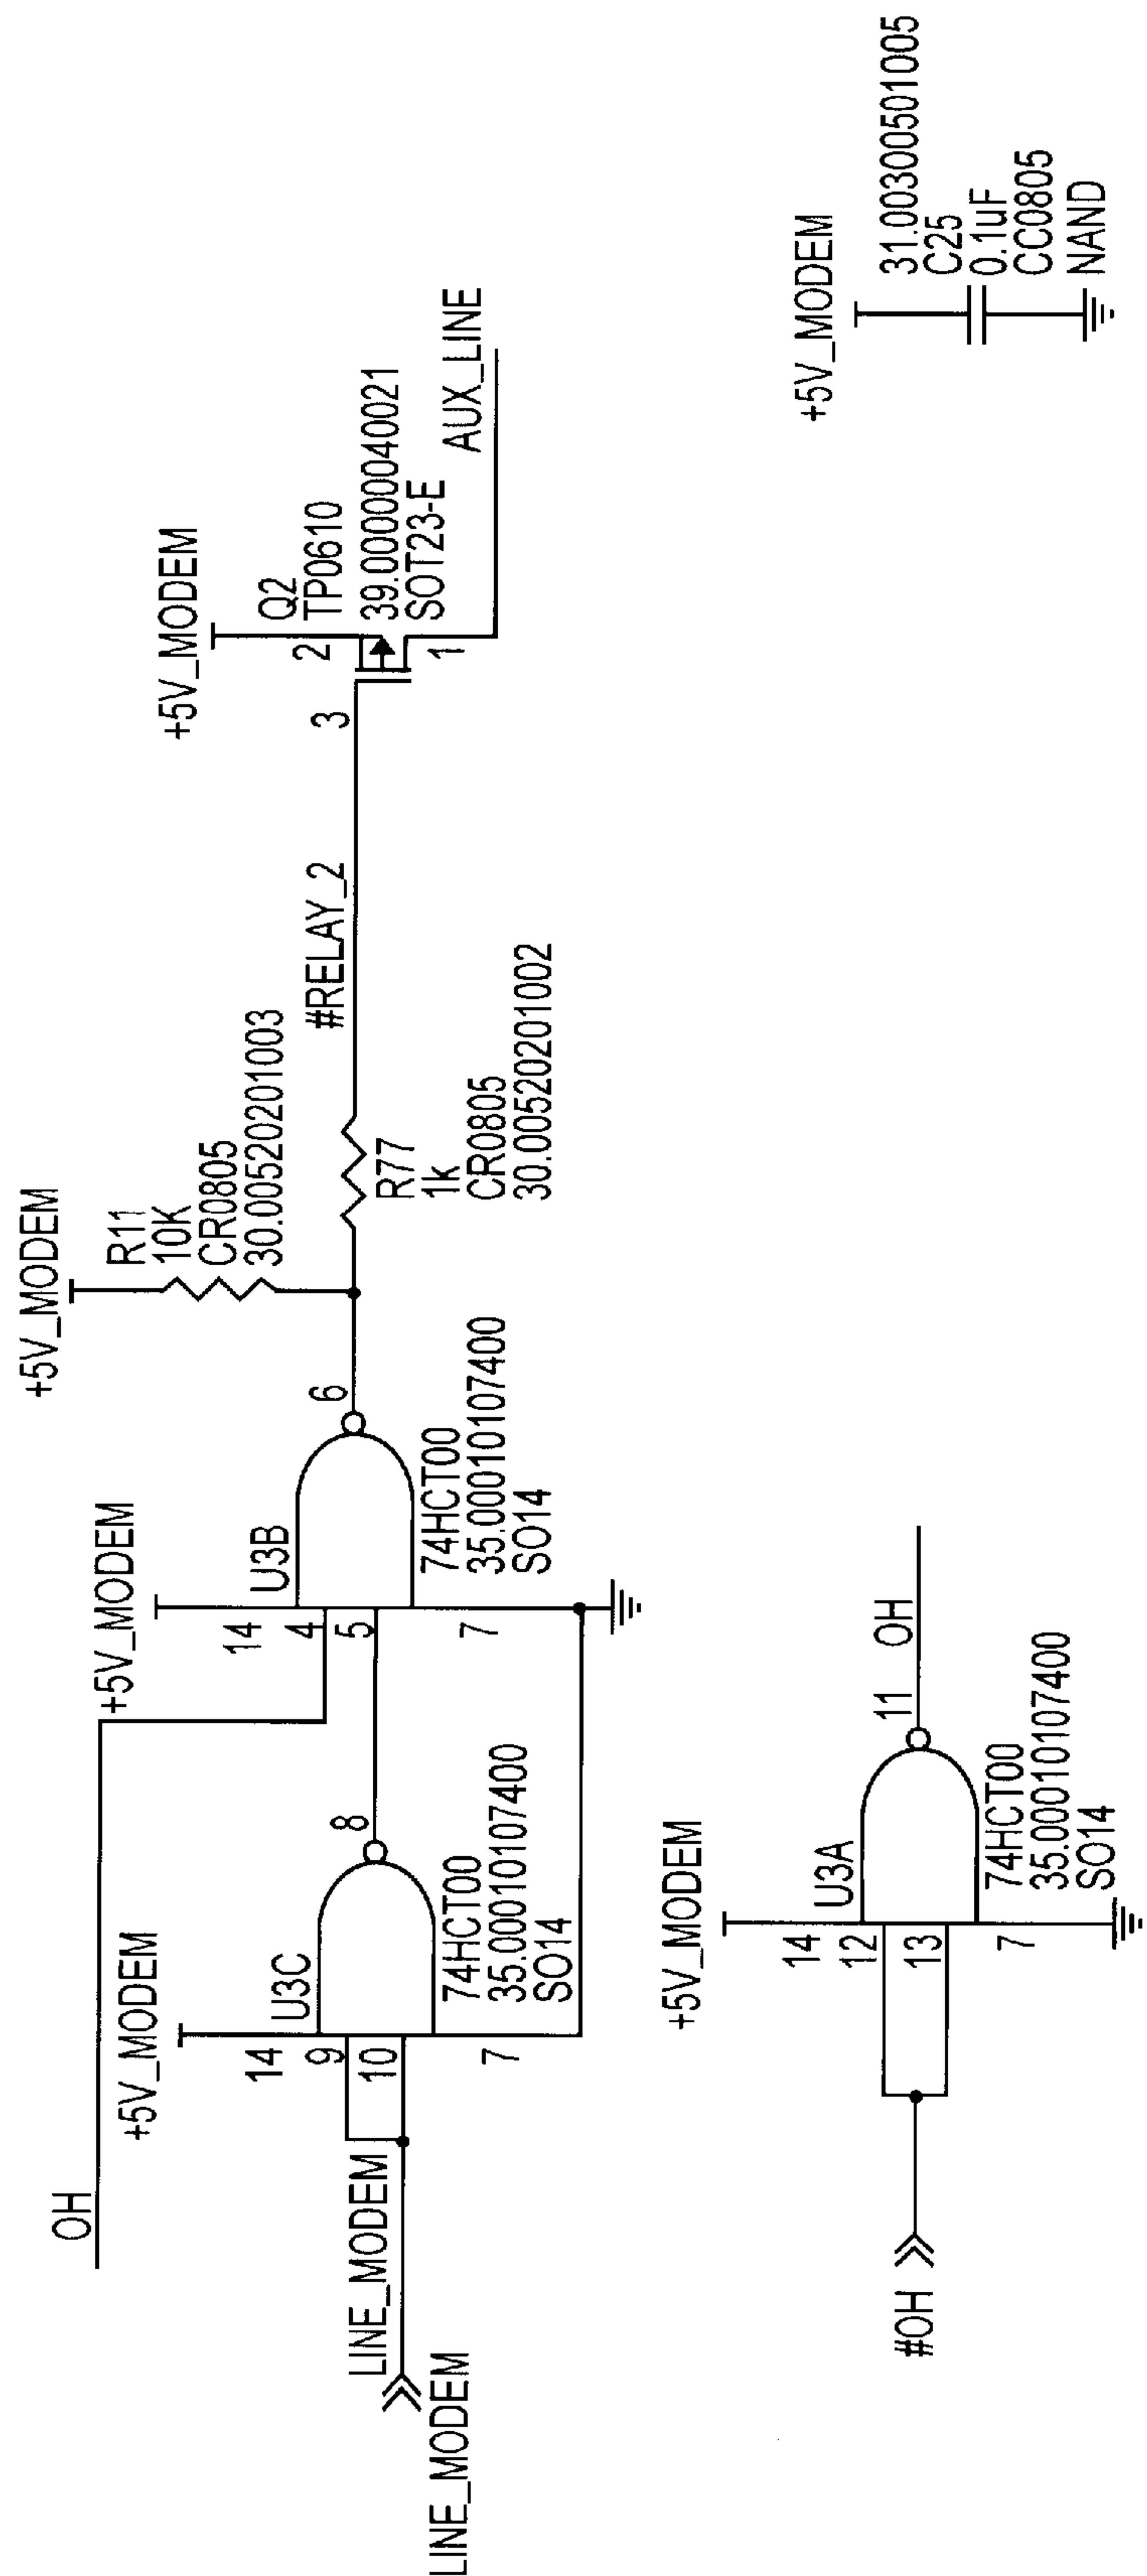 OH
+5V_MODEM
U3C
14
9
10
7
8
74HCT00
35.00010107400
SO14
LINE_MODEM
LINE_MODEM
+5V_MODEM
U3B
14
4
5
7
6
74HCT00
35.00010107400
SO14
+5V_MODEM
R11
10K
CR0805
30.00520201003
R77
1k
CR0805
30.00520201002
#RELAY_2
+5V_MODEM
Q2
TP0610
39.0000040021
SOT23-E
2
3
1
AUX_LINE
#OH
+5V_MODEM
U3A
14
12
13
7
11
OH
74HCT00
35.00010107400
SO14
+5V_MODEM
31.00300501005
C25
0.1uF
CC0805
NAND